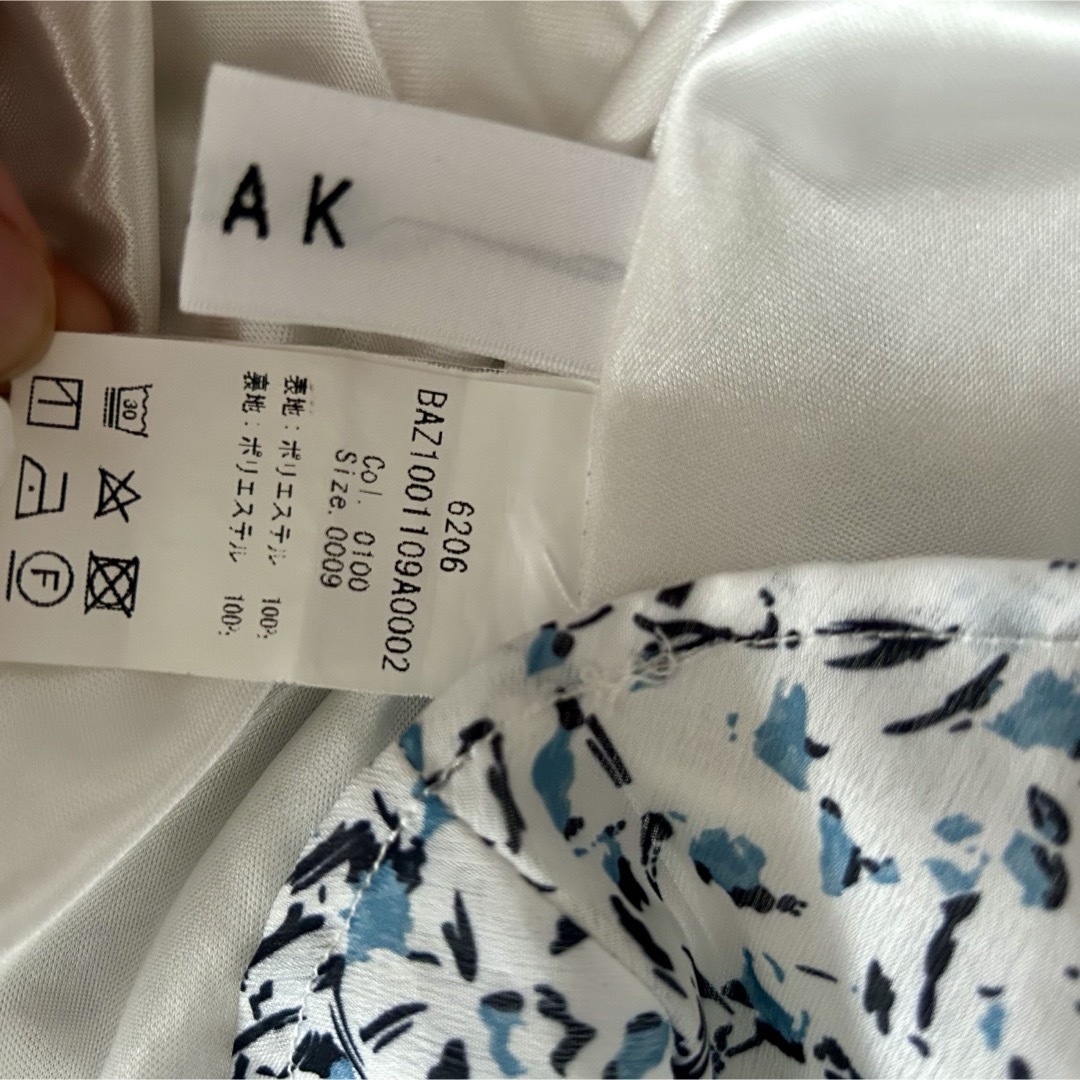 AK
6206
BAZ1001109A0002
Col. 0100
Size. 0009
表地:ポリエステル 100%
裏地:ポリエステル 100%
30
F